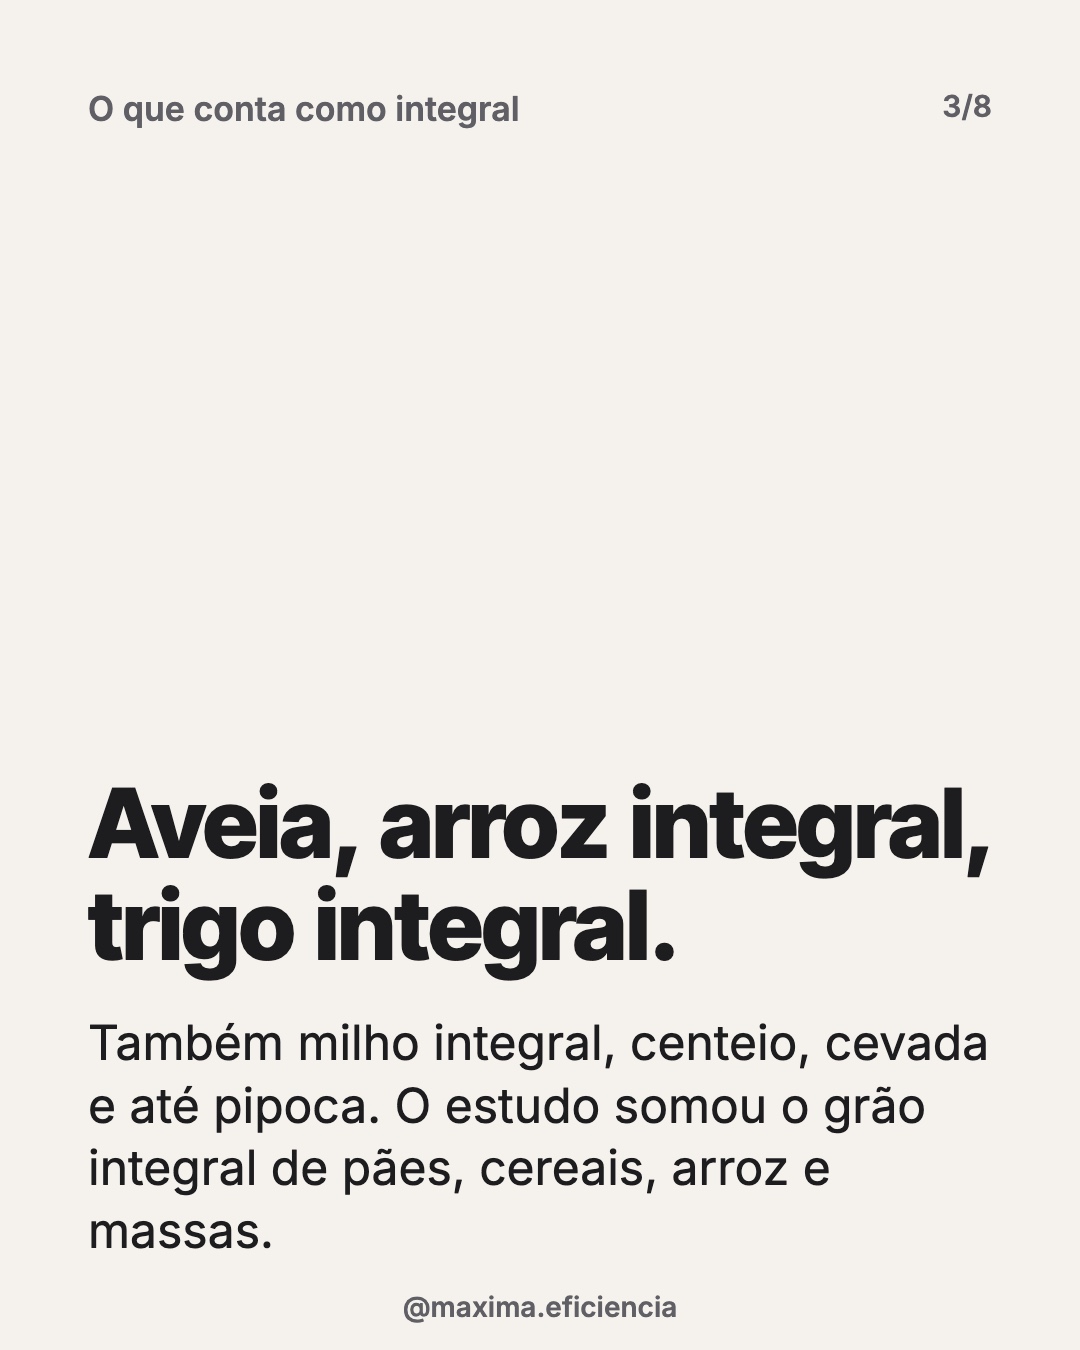 O que conta como integral
3/8
Aveia, arroz integral,
trigo integral.
Também milho integral, centeio, cevada
e até pipoca. O estudo somou o grão
integral de pães, cereais, arroz e
massas.
@maxima.eficiencia